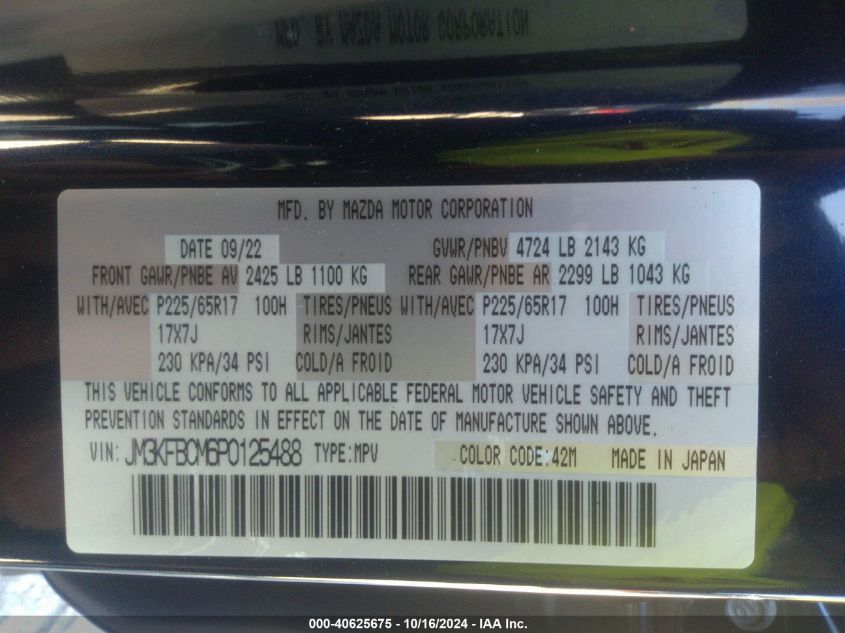 MFD. BY MAZDA MOTOR CORPORATION
DATE 09/22 GVWR/PNBV 4724 LB 2143 KG
FRONT GAWR/PNBE AV 2425 LB 1100 KG REAR GAWR/PNBE AR 2299 LB 1043 KG
WITH/AVEC P225/65R17 100H TIRES/PNEUS WITH/AVEC P225/65R17 100H TIRES/PNEUS
17X7J RIMS/JANTES 17X7J RIMS/JANTES
230 KPA/34 PSI COLD/A FROID 230 KPA/34 PSI COLD/A FROID
THIS VEHICLE CONFORMS TO ALL APPLICABLE FEDERAL MOTOR VEHICLE SAFETY AND THEFT
PREVENTION STANDARDS IN EFFECT ON THE DATE OF MANUFACTURE SHOWN ABOVE.
VIN: JM3KFBCM6P0125488 TYPE:MPV COLOR CODE:42M MADE IN JAPAN
000-40625675 - 10/16/2024 - IAA Inc.